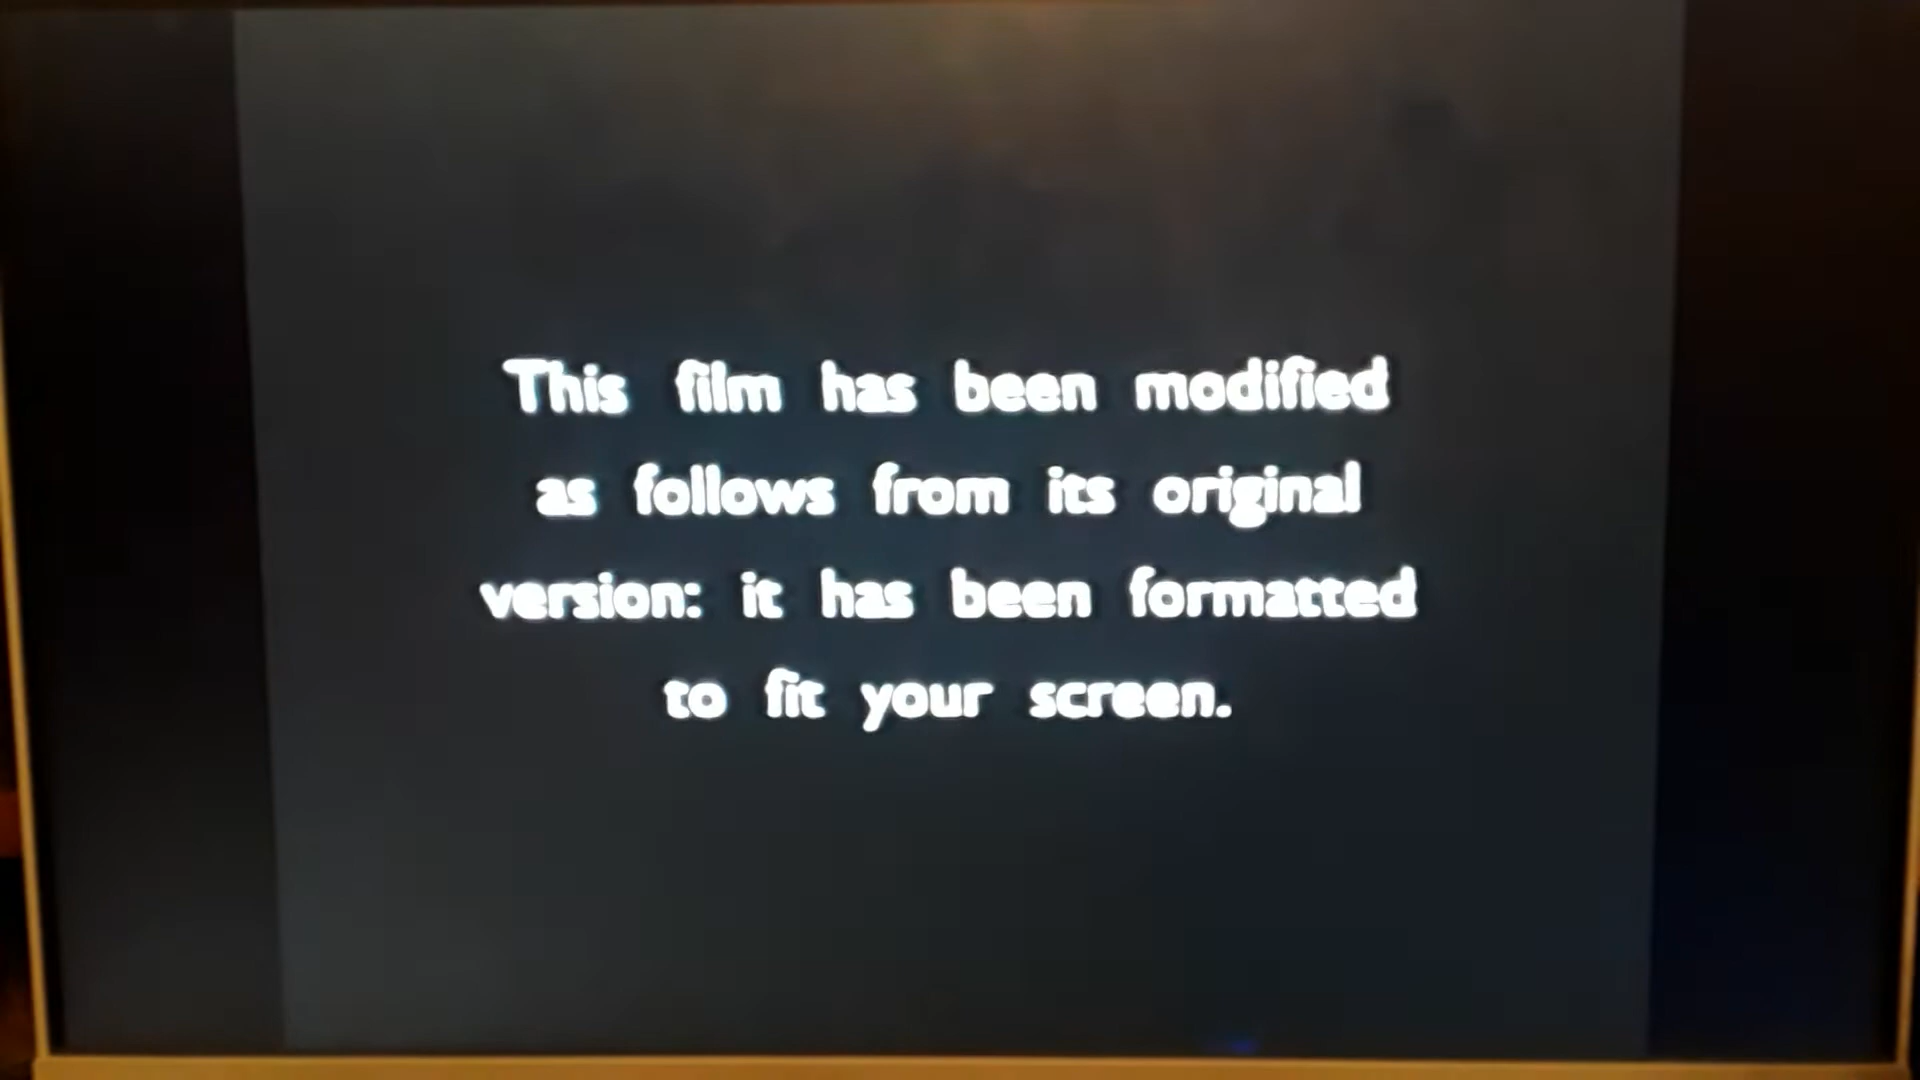 This film has been modified
as follows from its original
version: it has been formatted
to fit your screen.